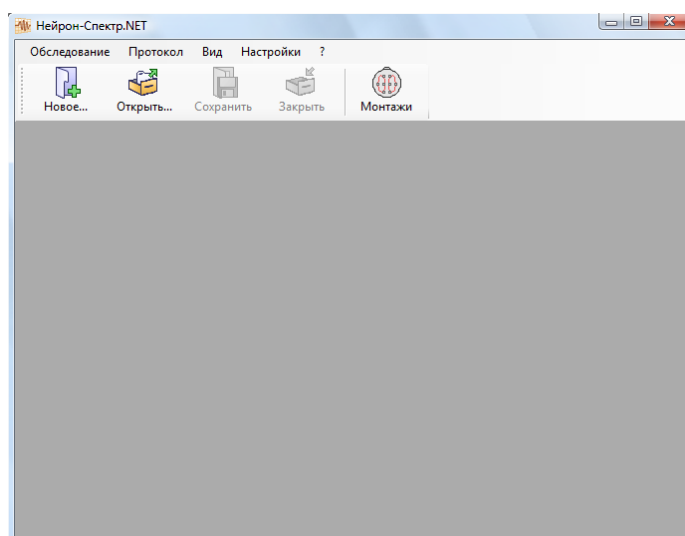 Нейрон-Спектр.NET
Обследование Протокол Вид Настройки ?
Новое... Открыть... Сохранить Закрыть Монтажи